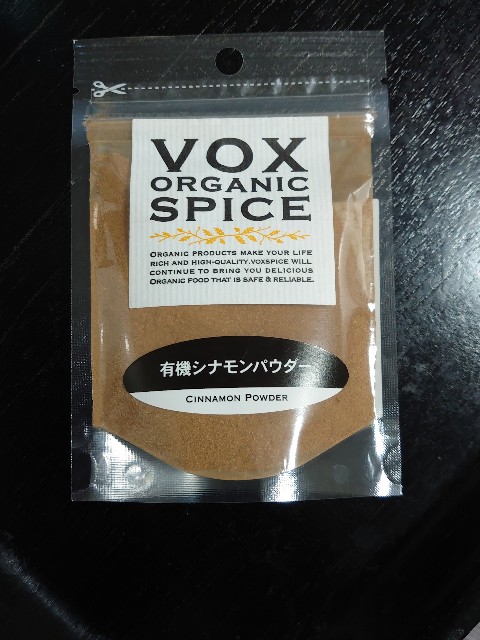 VOX
ORGANIC
SPICE
ORGANIC PRODUCTS MAKE YOUR LIFE
RICH AND HIGH-QUALITY.VOXSPICE WILL
CONTINUE TO BRING YOU DELICIOUS
ORGANIC FOOD THAT IS SAFE & RELIABLE.
有機シナモンパウダー
CINNAMON POWDER